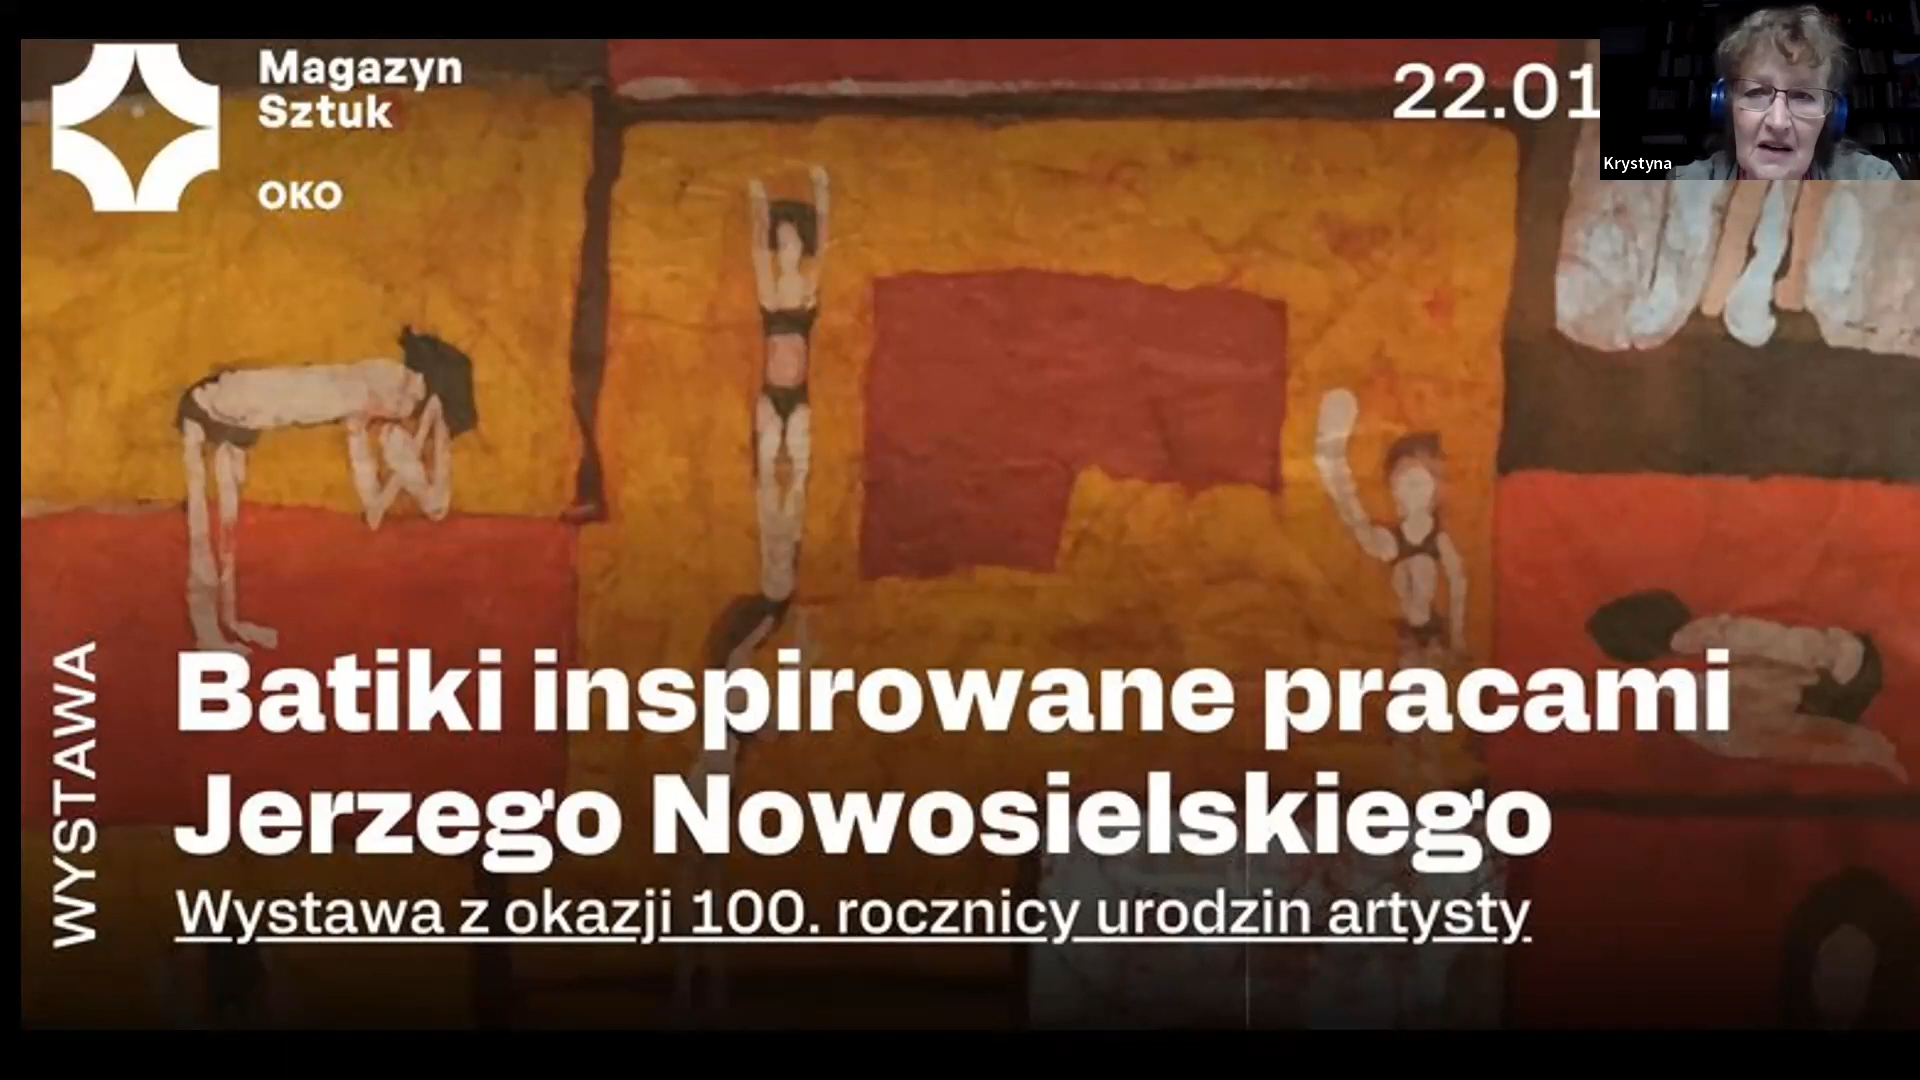 Magazyn
Sztuk
OKO
22.01
Krystyna
WYSTAWA
Batiki inspirowane pracami
Jerzego Nowosielskiego
Wystawa z okazji 100. rocznicy urodzin artysty